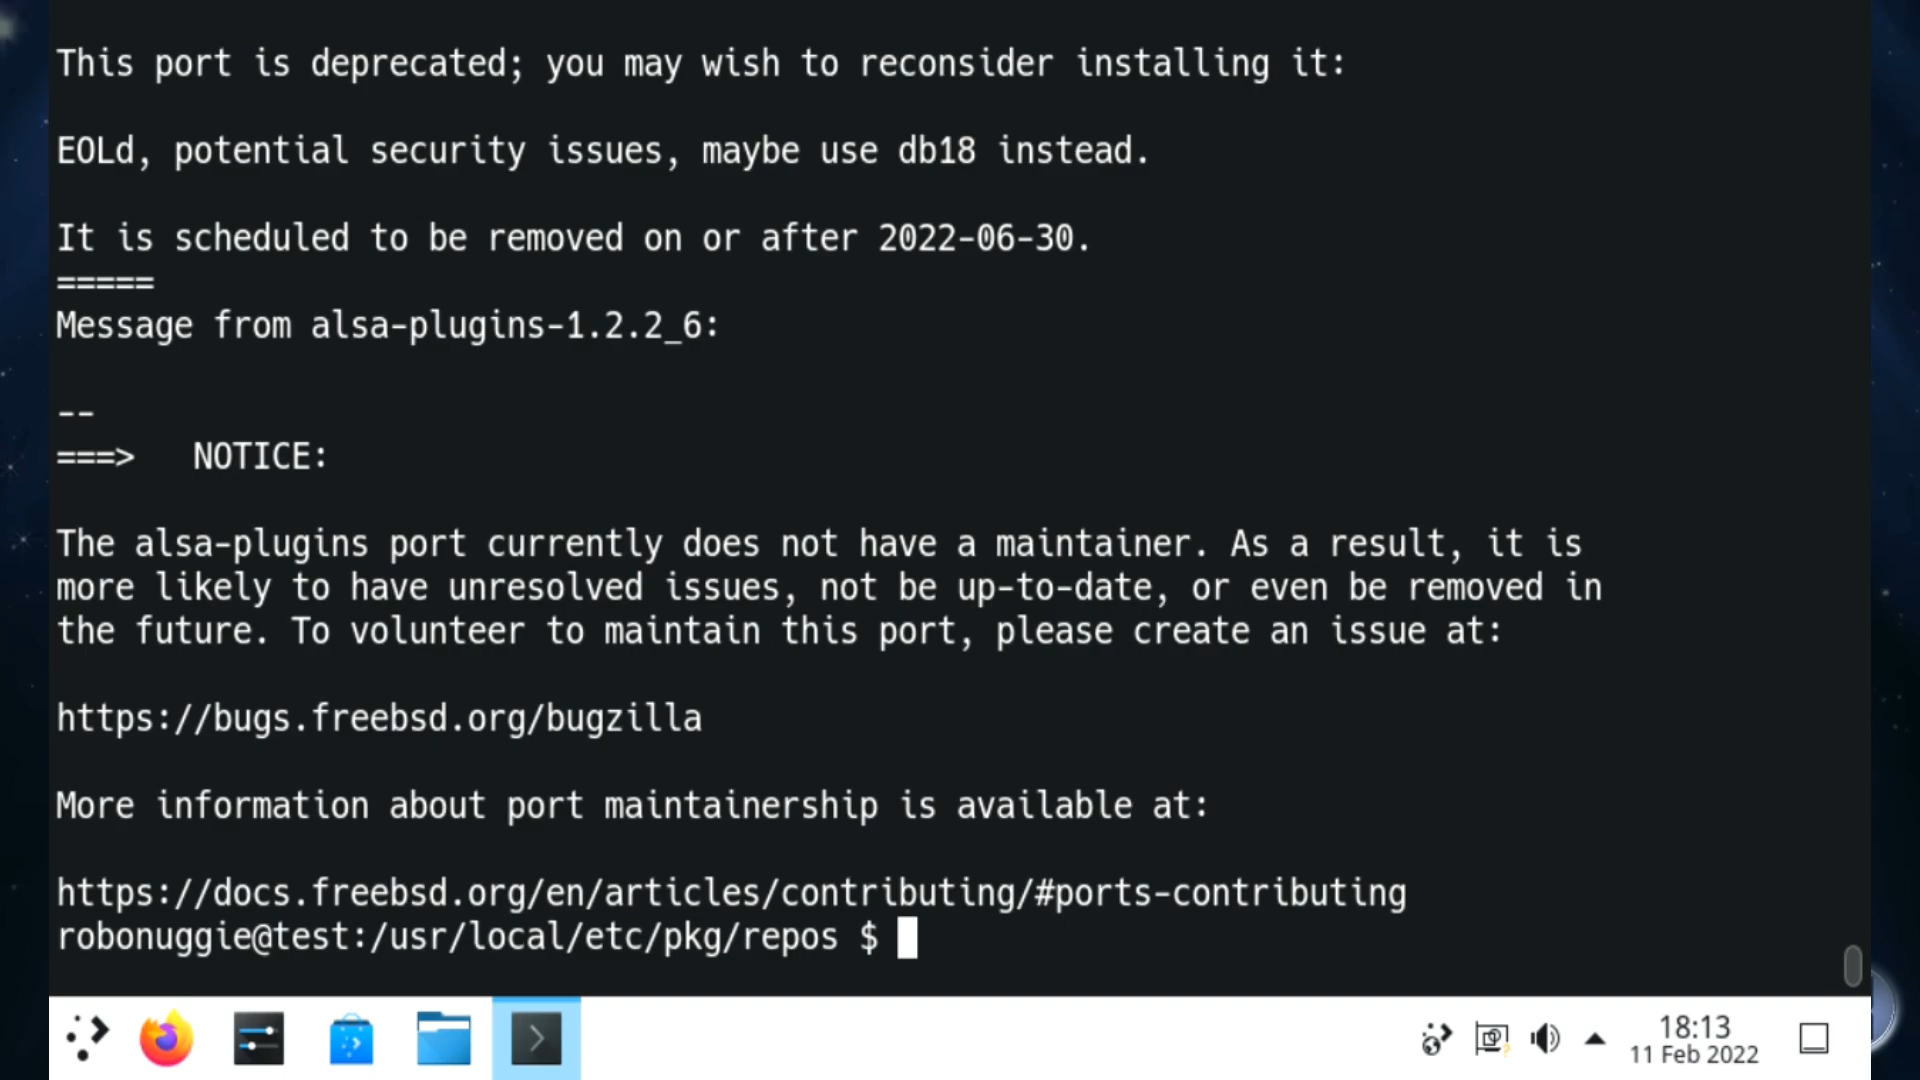 This port is deprecated; you may wish to reconsider installing it:
EOLd, potential security issues, maybe use db18 instead.
It is scheduled to be removed on or after 2022-06-30.
=====
Message from alsa-plugins-1.2.2_6:
--
===>   NOTICE:
The alsa-plugins port currently does not have a maintainer. As a result, it is
more likely to have unresolved issues, not be up-to-date, or even be removed in
the future. To volunteer to maintain this port, please create an issue at:
https://bugs.freebsd.org/bugzilla
More information about port maintainership is available at:
https://docs.freebsd.org/en/articles/contributing/#ports-contributing
robonuggie@test:/usr/local/etc/pkg/repos $
18:13
11 Feb 2022